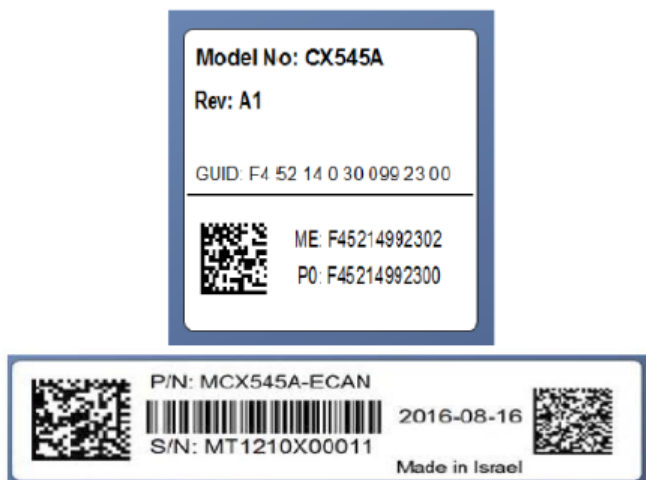 Model No: CX545A
Rev: A1
GUID: F4 52 14 0 30 099 23 00
ME: F45214992302
P0: F45214992300
P/N: MCX545A-ECAN
S/N: MT1210X00011
2016-08-16
Made in Israel